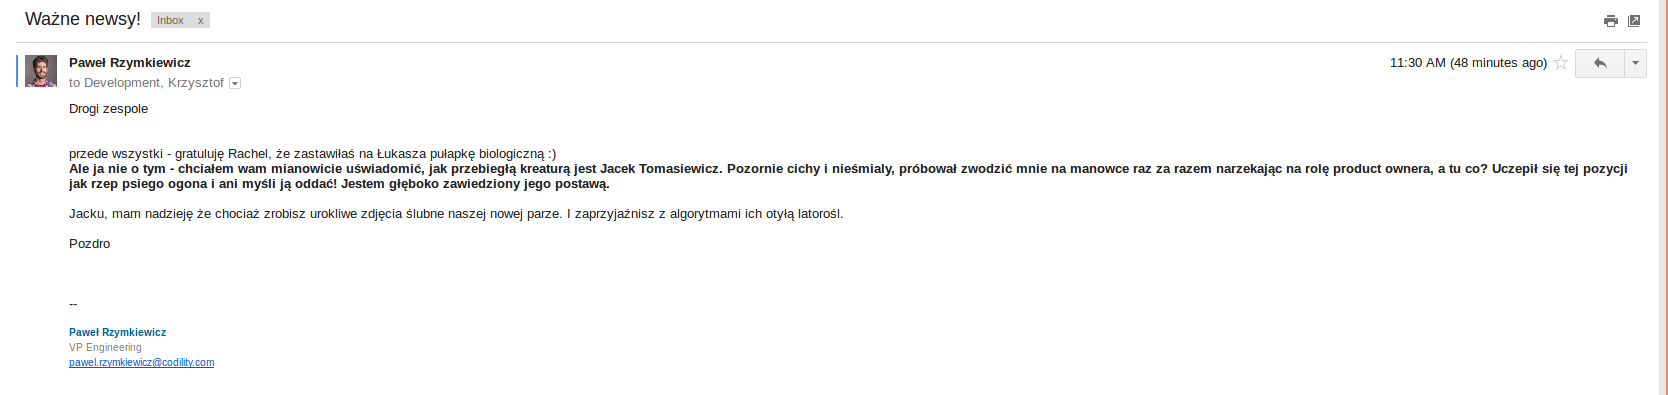 Ważne newsy! Inbox x
Paweł Rzymkiewicz 11:30 AM (48 minutes ago)
to Development, Krzysztof
Drogi zespole
przede wszystki - gratuluję Rachel, że zastawiłaś na Łukasza pułapkę biologiczną :)
Ale ja nie o tym - chciałem wam mianowicie uświadomić, jak przebiegłą kreaturą jest Jacek Tomasiewicz. Pozornie cichy i nieśmialy, próbował zwodzić mnie na manowce raz za razem narzekając na rolę product ownera, a tu co? Uczepił się tej pozycji
jak rzep psiego ogona i ani myśli ją oddać! Jestem głęboko zawiedziony jego postawą.
Jacku, mam nadzieję że chociaż zrobisz urokliwe zdjęcia ślubne naszej nowej parze. I zaprzyjaźnisz z algorytmami ich otyłą latorośl.
Pozdro
--
Paweł Rzymkiewicz
VP Engineering
pawel.rzymkiewicz@codility.com